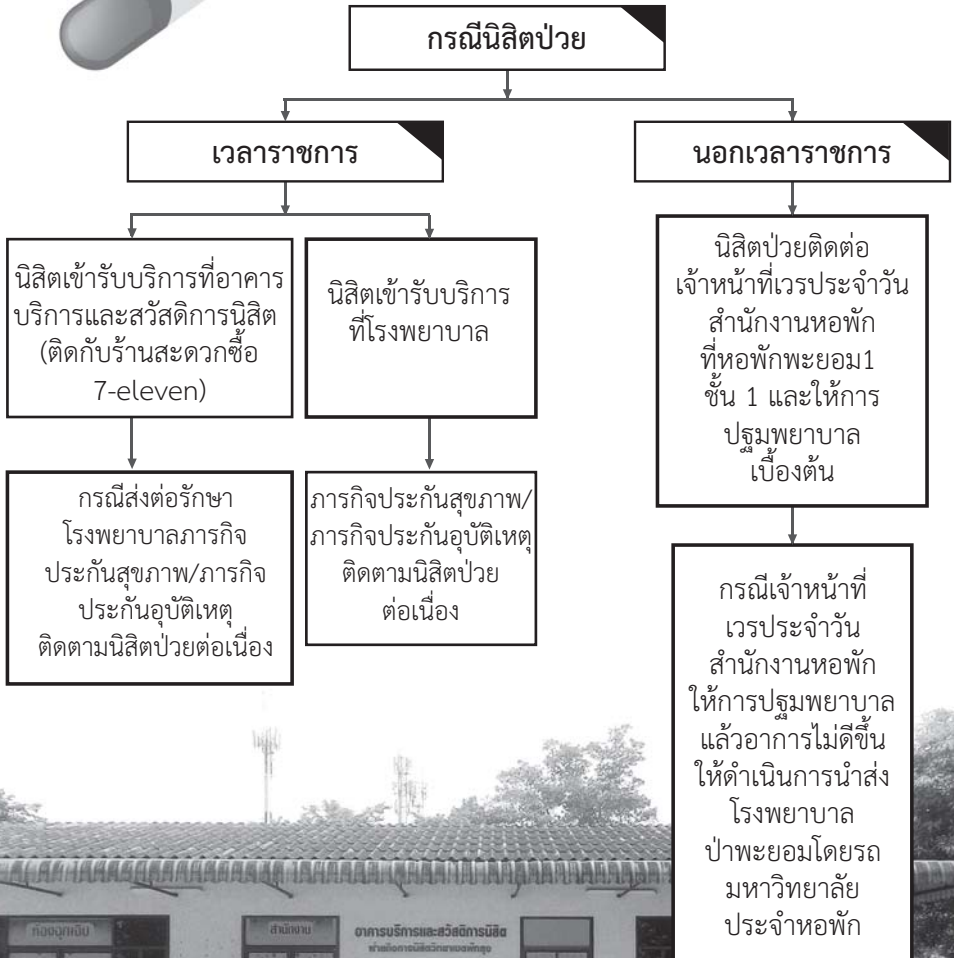 กรณีนิสิตป่วย
เวลาราชการ
นอกเวลาราชการ
นิสิตเข้ารับบริการที่อาคาร
บริการและสวัสดิการนิสิต
(ติดกับร้านสะดวกซื้อ
7-eleven)
นิสิตเข้ารับบริการ
ที่โรงพยาบาล
นิสิตป่วยติดต่อ
เจ้าหน้าที่เวรประจำวัน
สำนักงานหอพัก
ที่หอพักพะยอม1
ชั้น 1 และให้การ
ปฐมพยาบาล
เบื้องต้น
กรณีส่งต่อรักษา
โรงพยาบาลภารกิจ
ประกันสุขภาพ/ภารกิจ
ประกันอุบัติเหตุ
ติดตามนิสิตป่วยต่อเนื่อง
ภารกิจประกันสุขภาพ/
ภารกิจประกันอุบัติเหตุ
ติดตามนิสิตป่วย
ต่อเนื่อง
กรณีเจ้าหน้าที่
เวรประจำวัน
สำนักงานหอพัก
ให้การปฐมพยาบาล
แล้วอาการไม่ดีขึ้น
ให้ดำเนินการนำส่ง
โรงพยาบาล
ป่าพะยอมโดยรถ
มหาวิทยาลัย
ประจำหอพัก
ห้องฉุกเฉิน
สำนักงาน
อาคารบริการและสวัสดิการนิสิต
ฝ่ายกิจการนิสิตวิทยาเขตพัทลุง